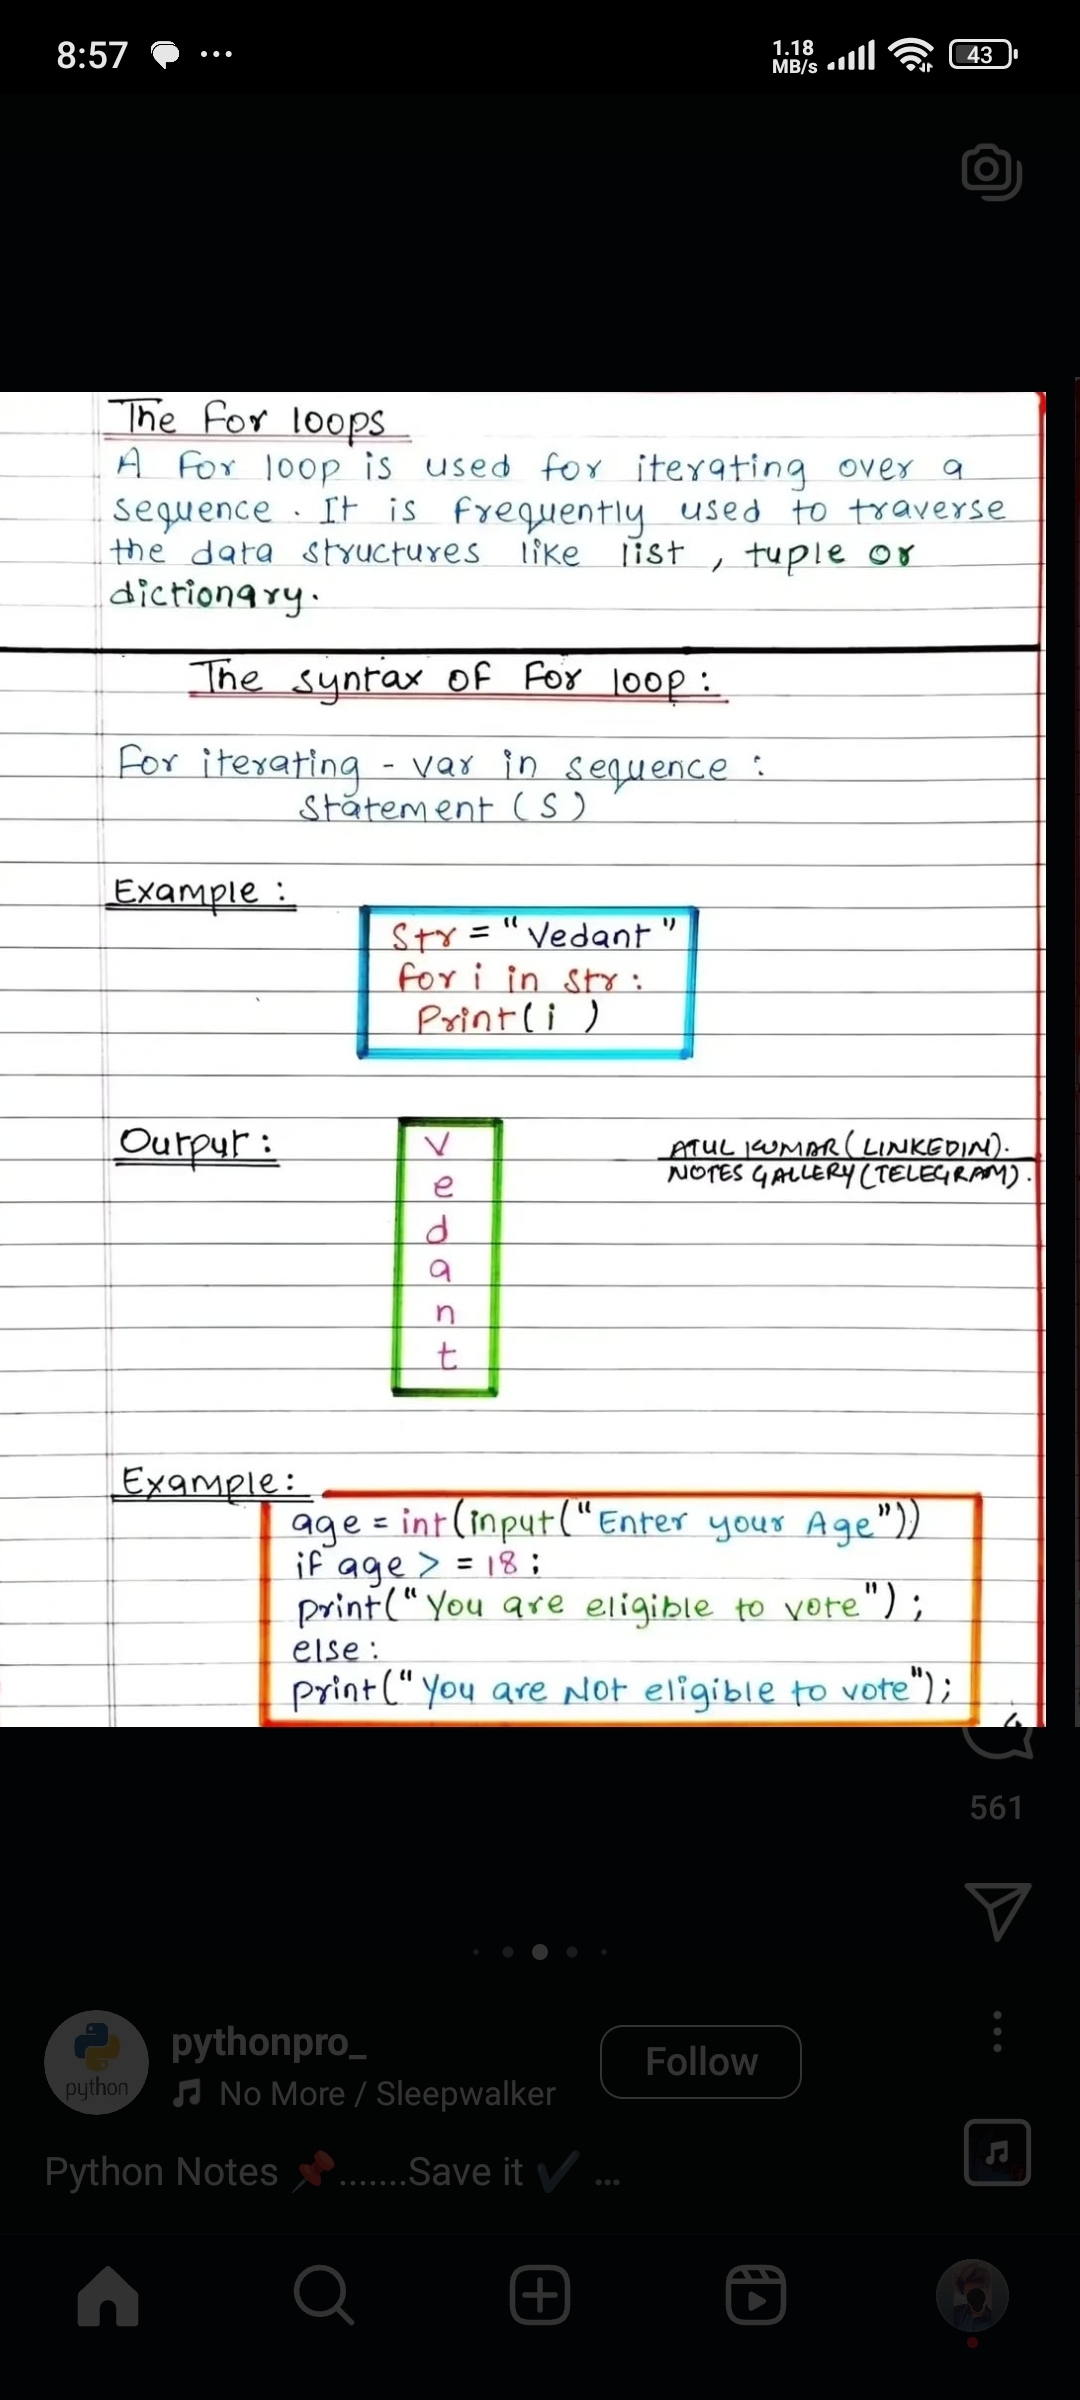 8:57 ...
1.18
MB/s
43
The For loops
A for loop is used for iterating over a
sequence. It is frequently used to traverse
the data structures like list, tuple or
dictionary.
The syntax of For loop:
For iterating - var in sequence :
Statement (S)
Example :
Str = "Vedant"
for i in str :
Print(i )
Output :
V
e
d
a
n
t
ATUL KUMAR (LINKEDIN).
NOTES GALLERY (TELEGRAM).
Example:
age = int(input("Enter your Age"))
if age > = 18 ;
print("You are eligible to vote") ;
else :
print("You are Not eligible to vote");
561
python
pythonpro_
Follow
No More / Sleepwalker
Python Notes 📌.......Save it ✔ ...